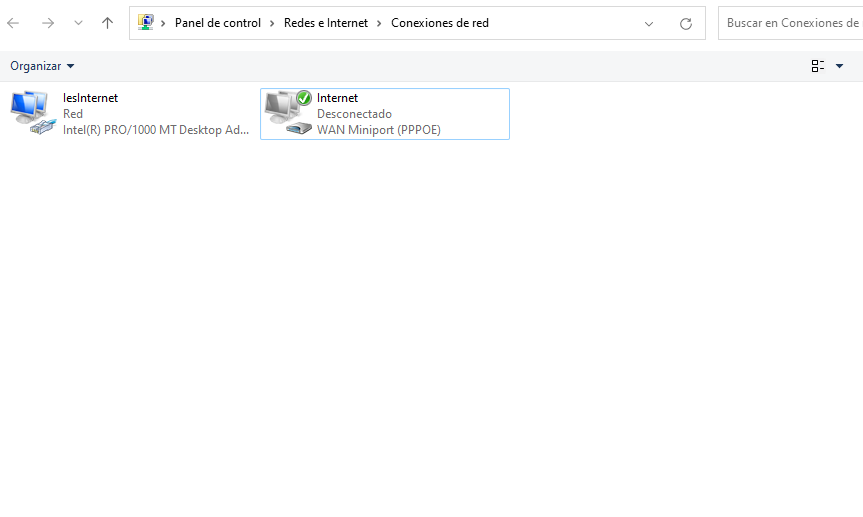 Panel de control > Redes e Internet > Conexiones de red
Buscar en Conexiones de
Organizar
IesInternet
Red
Intel(R) PRO/1000 MT Desktop Ad...
Internet
Desconectado
WAN Miniport (PPPOE)